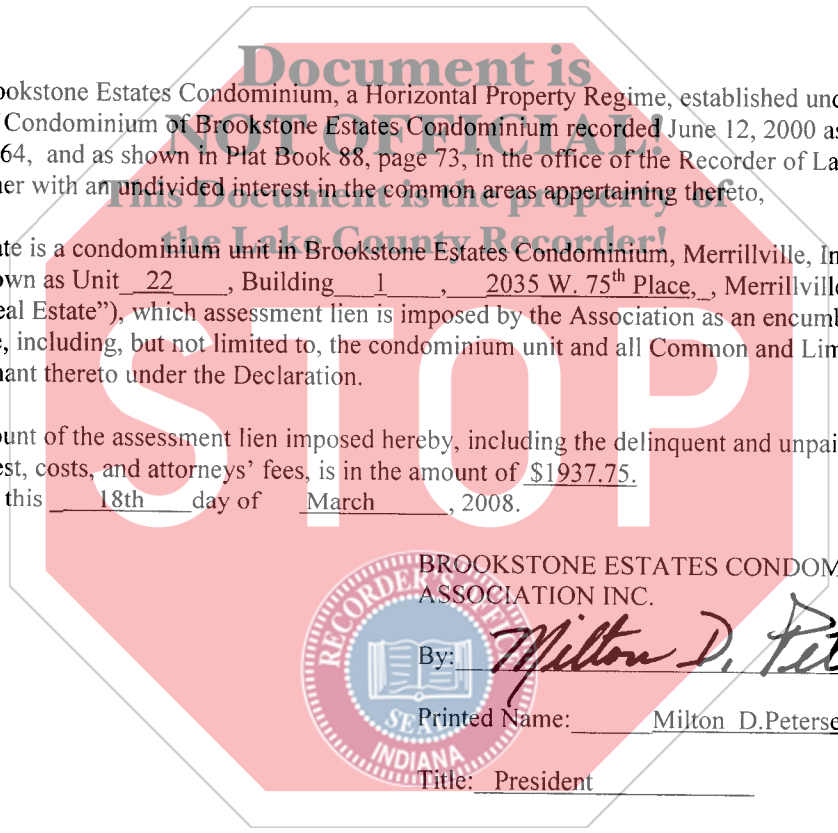 Document is
ookstone Estates Condominium, a Horizontal Property Regime, established und
Condominium of Brookstone Estates Condominium recorded June 12, 2000 as
NOT OFFICIAL!
64, and as shown in Plat Book 88, page 73, in the office of the Recorder of La
er with an undivided interest in the common areas appertaining thereto,
This Document is the property of
the Lake County Recorder!
te is a condominium unit in Brookstone Estates Condominium, Merrillville, In
own as Unit 22 , Building 1 , 2035 W. 75th Place, , Merrillville
eal Estate”), which assessment lien is imposed by the Association as an encumb
e, including, but not limited to, the condominium unit and all Common and Lim
nant thereto under the Declaration.
STOP
ount of the assessment lien imposed hereby, including the delinquent and unpai
est, costs, and attorneys’ fees, is in the amount of $1937.75.
this 18th day of March , 2008.
BROOKSTONE ESTATES CONDOM
ASSOCIATION INC.
RECORDER'S OFFICE
By: Milton D. Pet
SEAL
Printed Name: Milton D.Peterse
INDIANA
Title: President